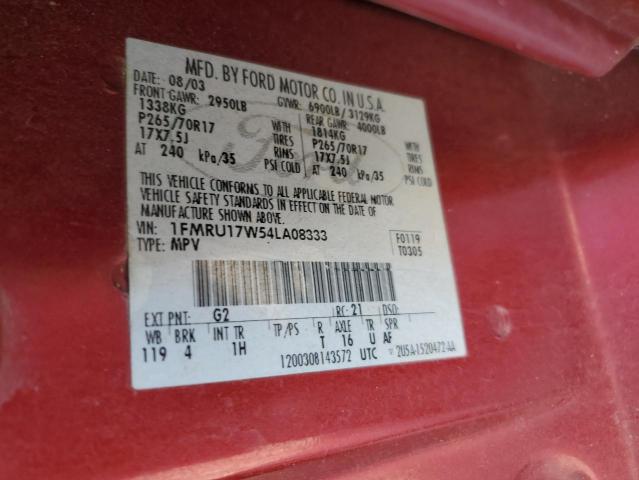 MFD. BY FORD MOTOR CO. IN U.S.A.
DATE: 08/03 GVWR: 6900LB / 3129KG
FRONT GAWR: 2950LB REAR GAWR: 4000LB
1338KG WITH 1814KG WITH
P265/70R17 TIRES P265/70R17 TIRES
17X7.5J RIMS 17X7.5J RIMS
AT 240 kPa/35 PSI COLD AT 240 kPa/35 PSI COLD
THIS VEHICLE CONFORMS TO ALL APPLICABLE FEDERAL MOTOR
VEHICLE SAFETY STANDARDS IN EFFECT ON THE DATE OF
MANUFACTURE SHOWN ABOVE.
VIN: 1FMRU17W54LA08333 F0119
TYPE: MPV T0305
EXT PNT: G2 RC: 21 DSO:
WB BRK INT TR TP/PS R AXLE TR SPR
119 4 1H T 16 U AF
1200308143572 UTC 2U5A-1520472-AA
Ford